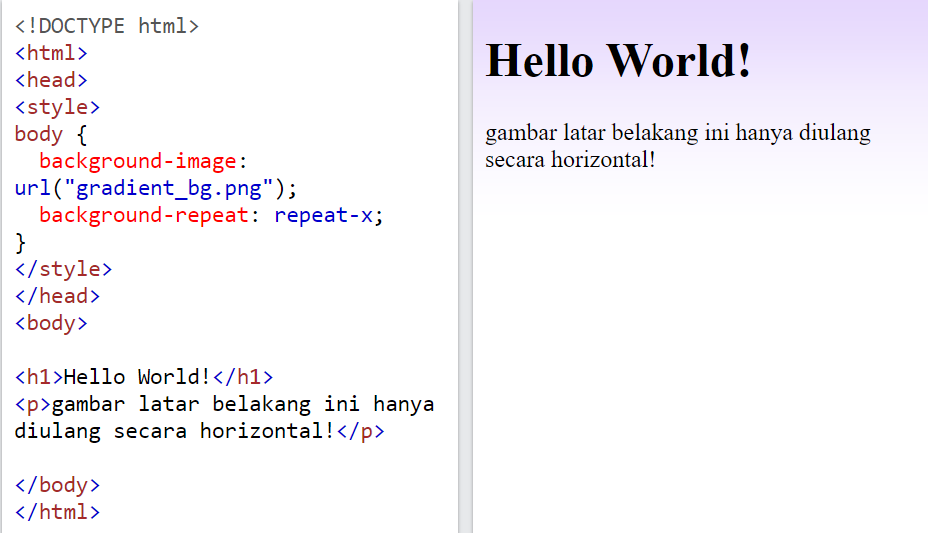 <!DOCTYPE html>
<html>
<head>
<style>
body {
  background-image:
url("gradient_bg.png");
  background-repeat: repeat-x;
}
</style>
</head>
<body>
<h1>Hello World!</h1>
<p>gambar latar belakang ini hanya
diulang secara horizontal!</p>
</body>
</html>
Hello World!
gambar latar belakang ini hanya diulang
secara horizontal!